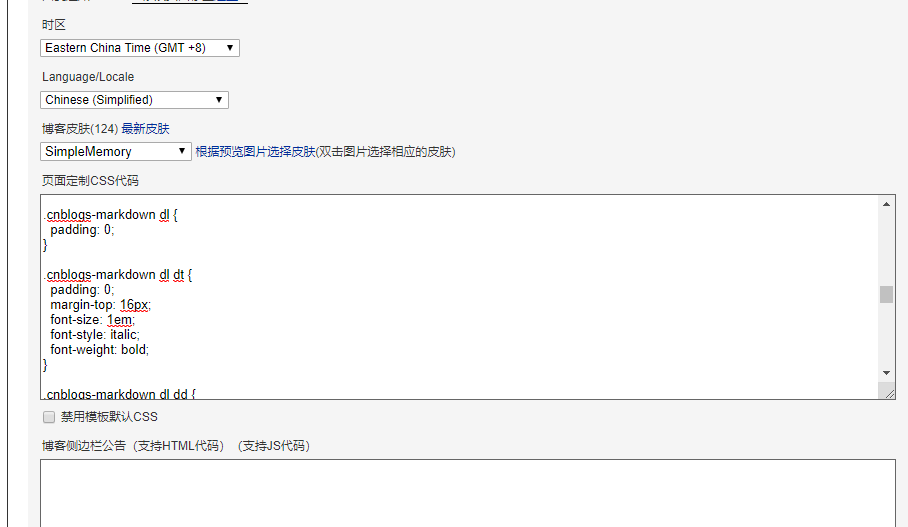 时区
Eastern China Time (GMT +8)
Language/Locale
Chinese (Simplified)
博客皮肤(124) 最新皮肤
SimpleMemory 根据预览图片选择皮肤(双击图片选择相应的皮肤)
页面定制CSS代码
.cnblogs-markdown dl {
padding: 0;
}
.cnblogs-markdown dl dt {
padding: 0;
margin-top: 16px;
font-size: 1em;
font-style: italic;
font-weight: bold;
}
.cnblogs-markdown dl dd {
禁用模板默认CSS
博客侧边栏公告（支持HTML代码）（支持JS代码）